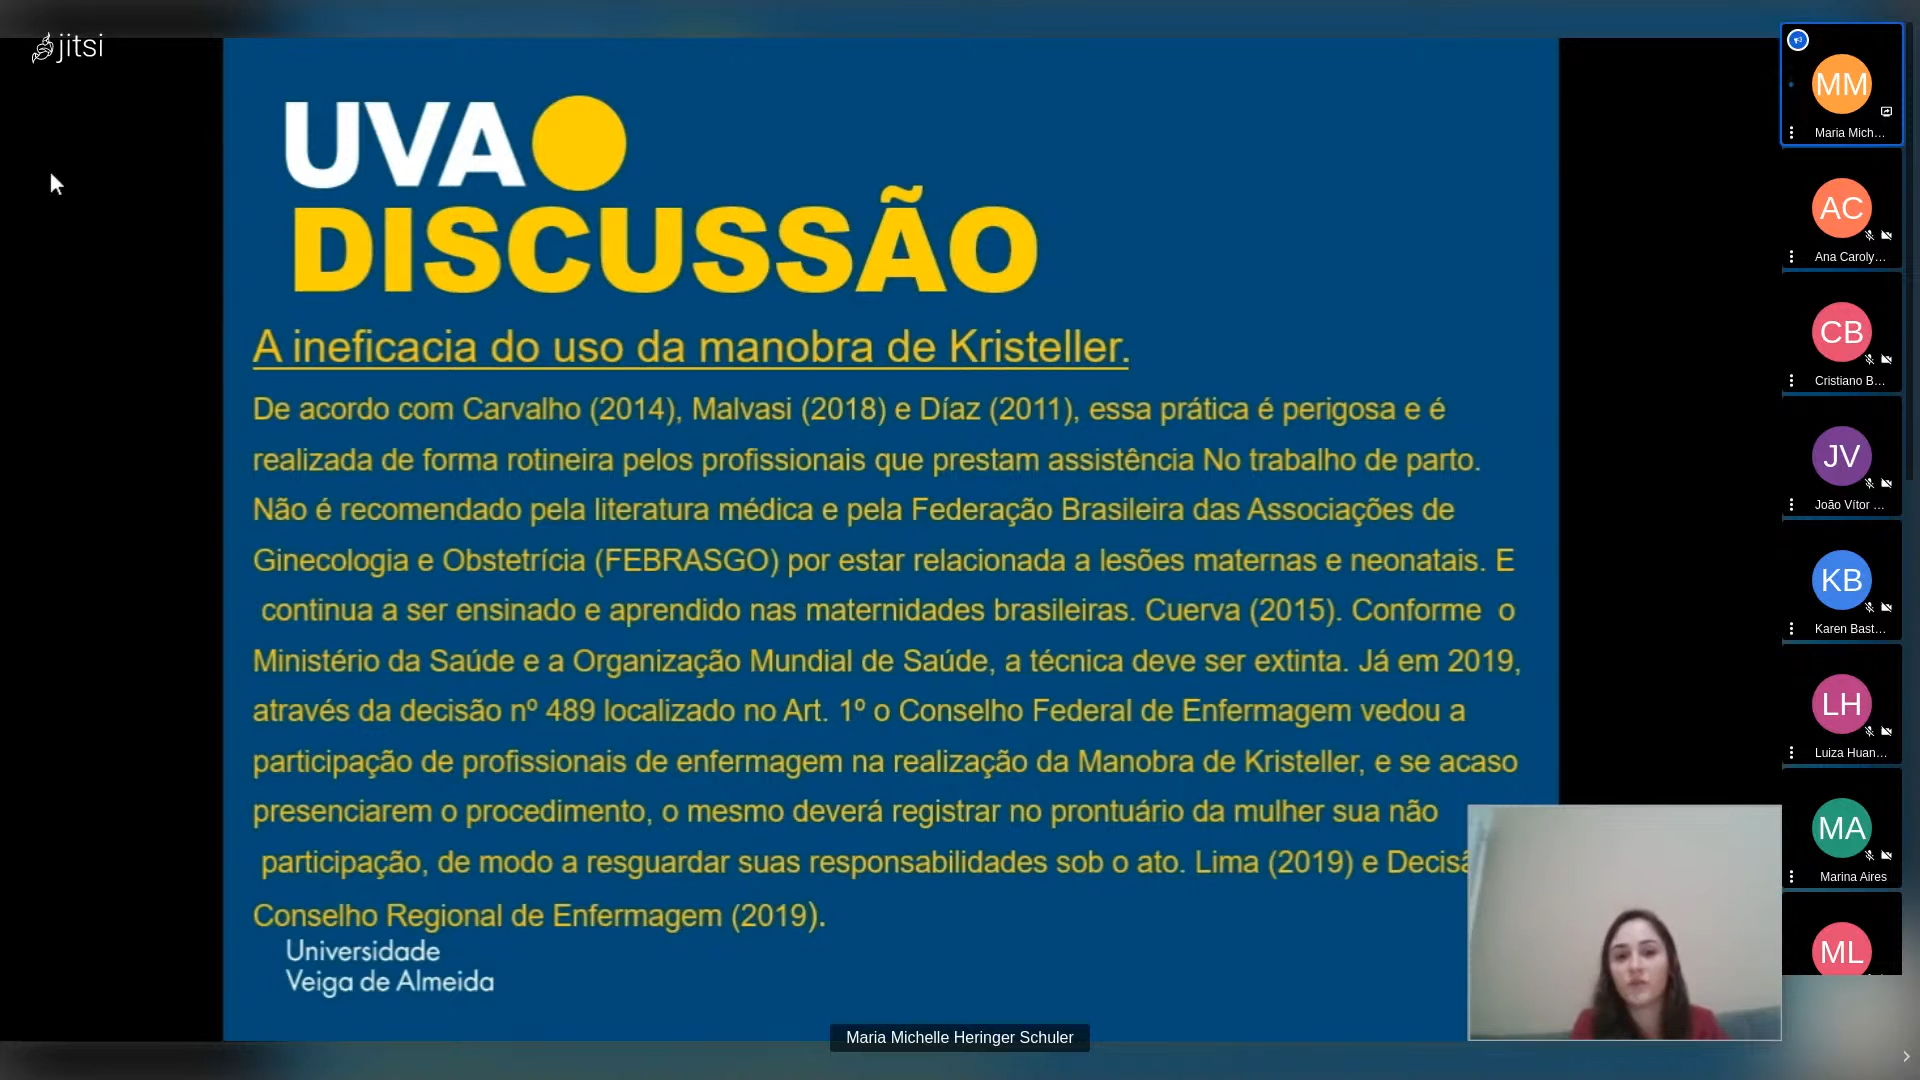 jitsi
UVA
DISCUSSÃO
A ineficacia do uso da manobra de Kristeller.
De acordo com Carvalho (2014), Malvasi (2018) e Díaz (2011), essa prática é perigosa e é
realizada de forma rotineira pelos profissionais que prestam assistência No trabalho de parto.
Não é recomendado pela literatura médica e pela Federação Brasileira das Associações de
Ginecologia e Obstetrícia (FEBRASGO) por estar relacionada a lesões maternas e neonatais. E
continua a ser ensinado e aprendido nas maternidades brasileiras. Cuerva (2015). Conforme o
Ministério da Saúde e a Organização Mundial de Saúde, a técnica deve ser extinta. Já em 2019,
através da decisão nº 489 localizado no Art. 1º o Conselho Federal de Enfermagem vedou a
participação de profissionais de enfermagem na realização da Manobra de Kristeller, e se acaso
presenciarem o procedimento, o mesmo deverá registrar no prontuário da mulher sua não
participação, de modo a resguardar suas responsabilidades sob o ato. Lima (2019) e
Conselho Regional de Enfermagem (2019).
Universidade
Veiga de Almeida
Maria Michelle Heringer Schuler
MM
Maria Mich...
AC
Ana Caroly...
CB
Cristiano B...
JV
João Vítor ...
KB
Karen Bast...
LH
Luiza Huan...
MA
Marina Aires
ML